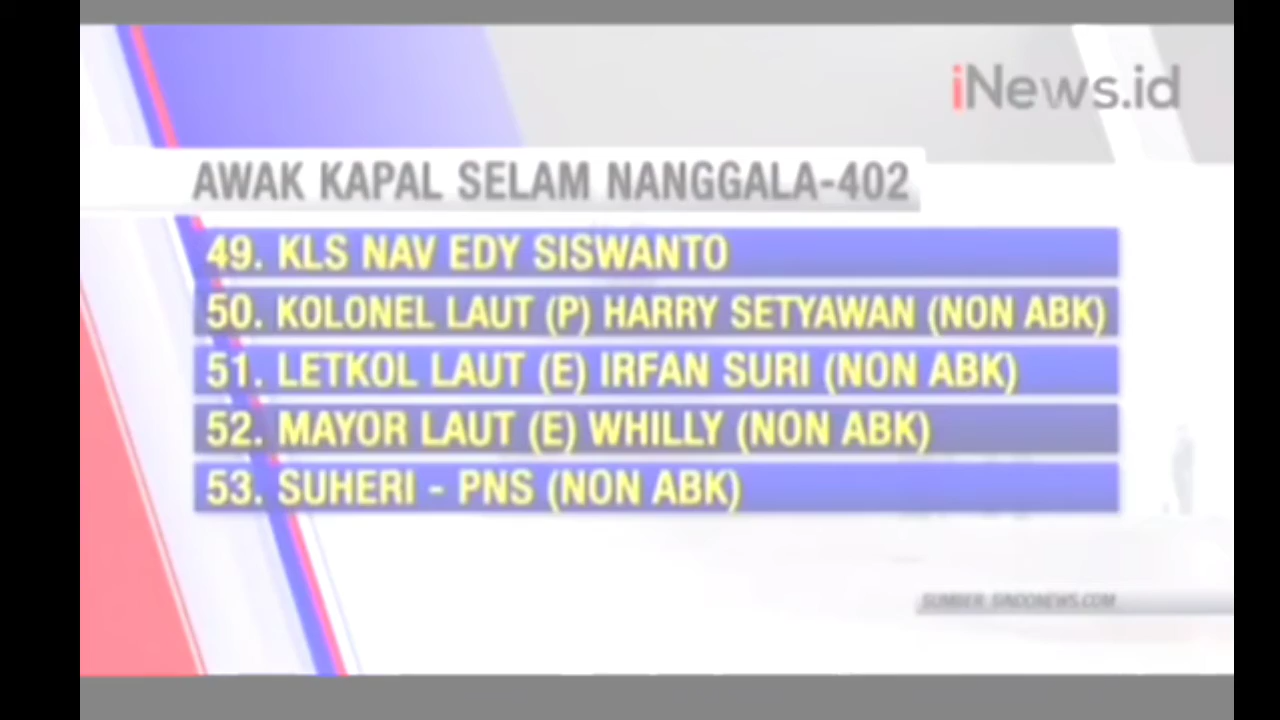 iNews.id
AWAK KAPAL SELAM NANGGALA-402
49. KLS NAV EDY SISWANTO
50. KOLONEL LAUT (P) HARRY SETYAWAN (NON ABK)
51. LETKOL LAUT (E) IRFAN SURI (NON ABK)
52. MAYOR LAUT (E) WHILLY (NON ABK)
53. SUHERI - PNS (NON ABK)
SUMBER: SINDONEWS.COM